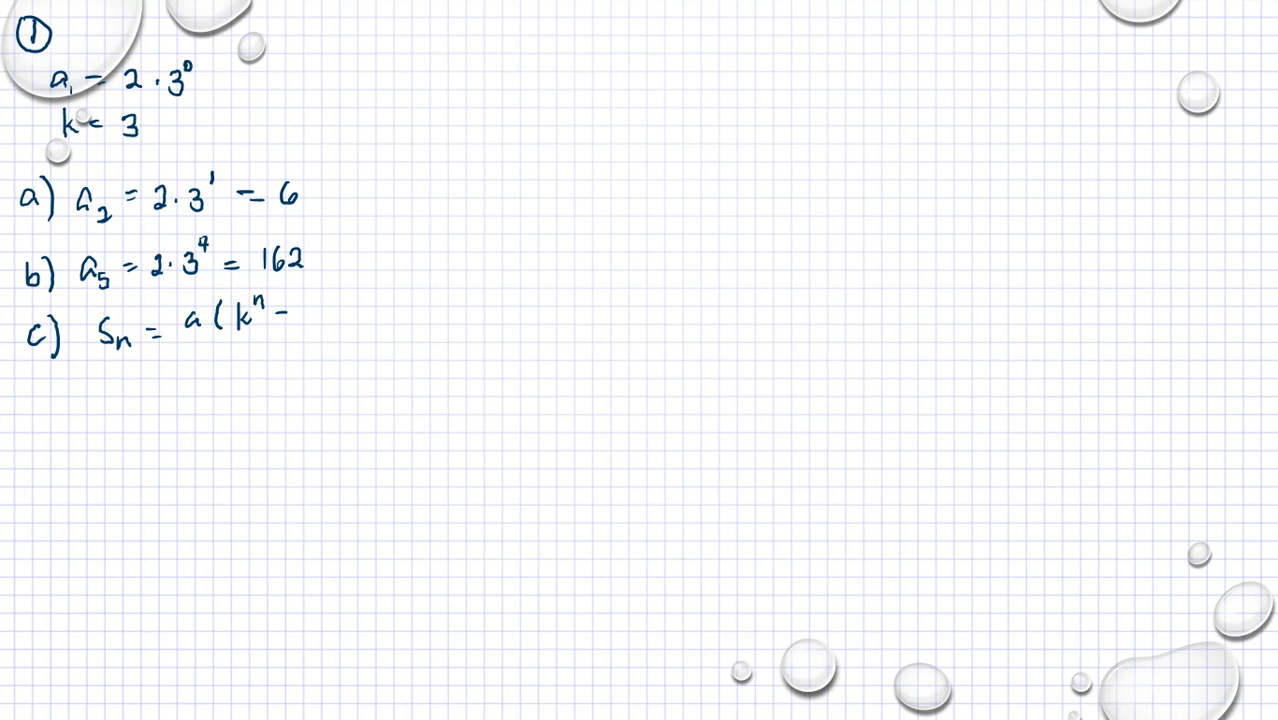 ①
a₁ = 2 · 3⁰
k = 3
a) a₂ = 2 · 3¹ = 6
b) a₅ = 2 · 3⁴ = 162
c) Sₙ = a ( kⁿ -